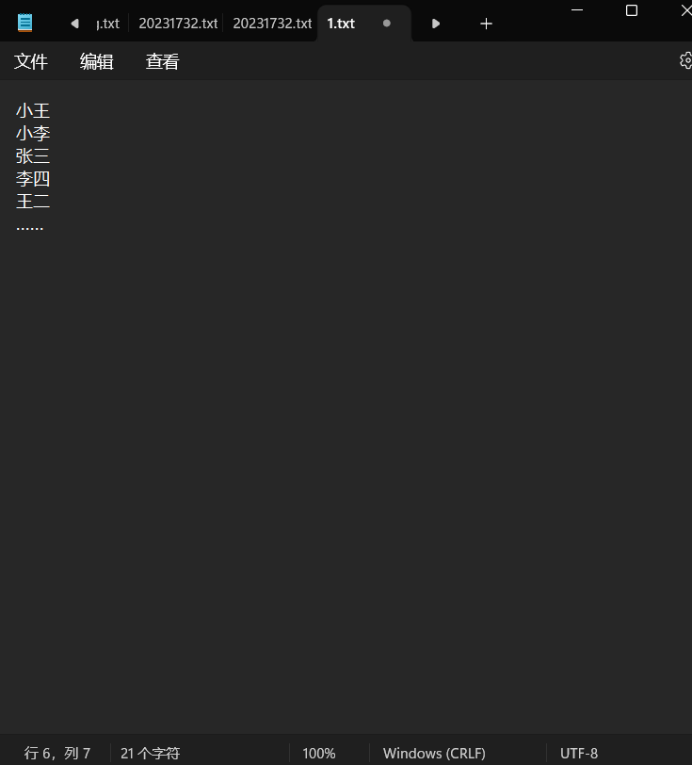 .txt
20231732.txt
20231732.txt
1.txt
文件
编辑
查看
小王
小李
张三
李四
王二
......
行 6，列 7
21 个字符
100%
Windows (CRLF)
UTF-8